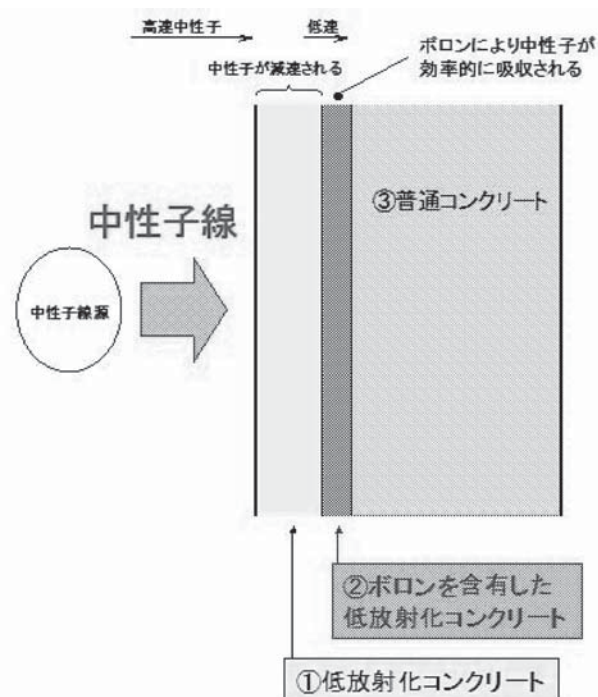 高速中性子
低速
ボロンにより中性子が
効率的に吸収される
中性子が減速される
③普通コンクリート
中性子線
中性子線源
②ボロンを含有した
低放射化コンクリート
①低放射化コンクリート